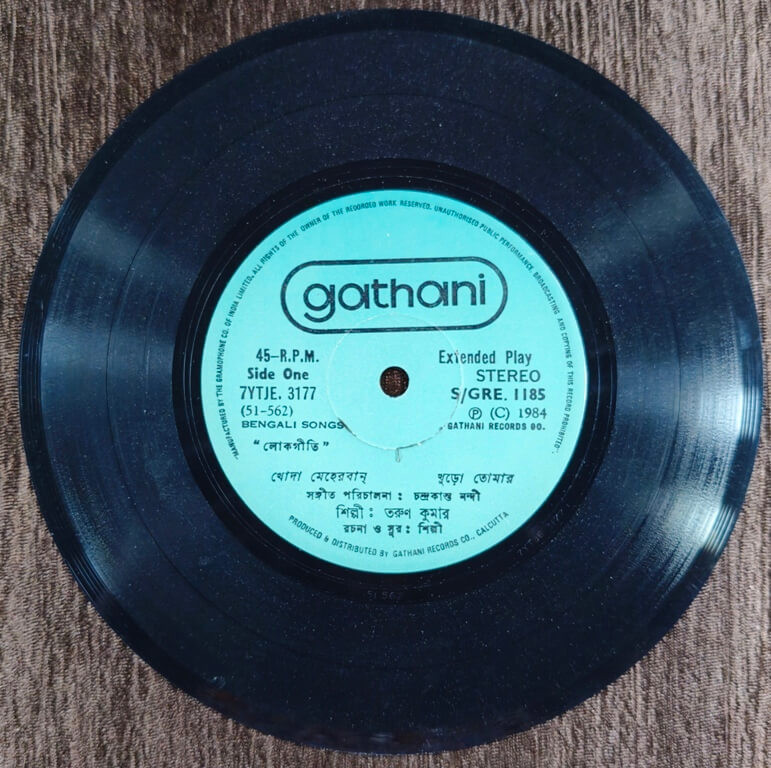 MANUFACTURED BY THE GRAMOPHONE CO. OF INDIA LIMITED. ALL RIGHTS OF THE OWNER OF THE RECORDED WORK RESERVED. UNAUTHORISED PUBLIC PERFORMANCE BROADCASTING AND COPYING OF THIS RECORD PROHIBITED
gathani
45-R.P.M. Extended Play
Side One STEREO
7YTJE. 3177 S/GRE. 1185
(51-562) ℗ (C) 1984
BENGALI SONGS GATHANI RECORDS CO.
"লোকগীতি"
খোদা মেহেরবান্ খুড়ো তোমার
সঙ্গীত পরিচালনা : চন্দ্রকান্ত নন্দী
শিল্পী : তরুণ কুমার
রচনা ও সুর : শিল্পী
PRODUCED & DISTRIBUTED BY GATHANI RECORDS CO., CALCUTTA